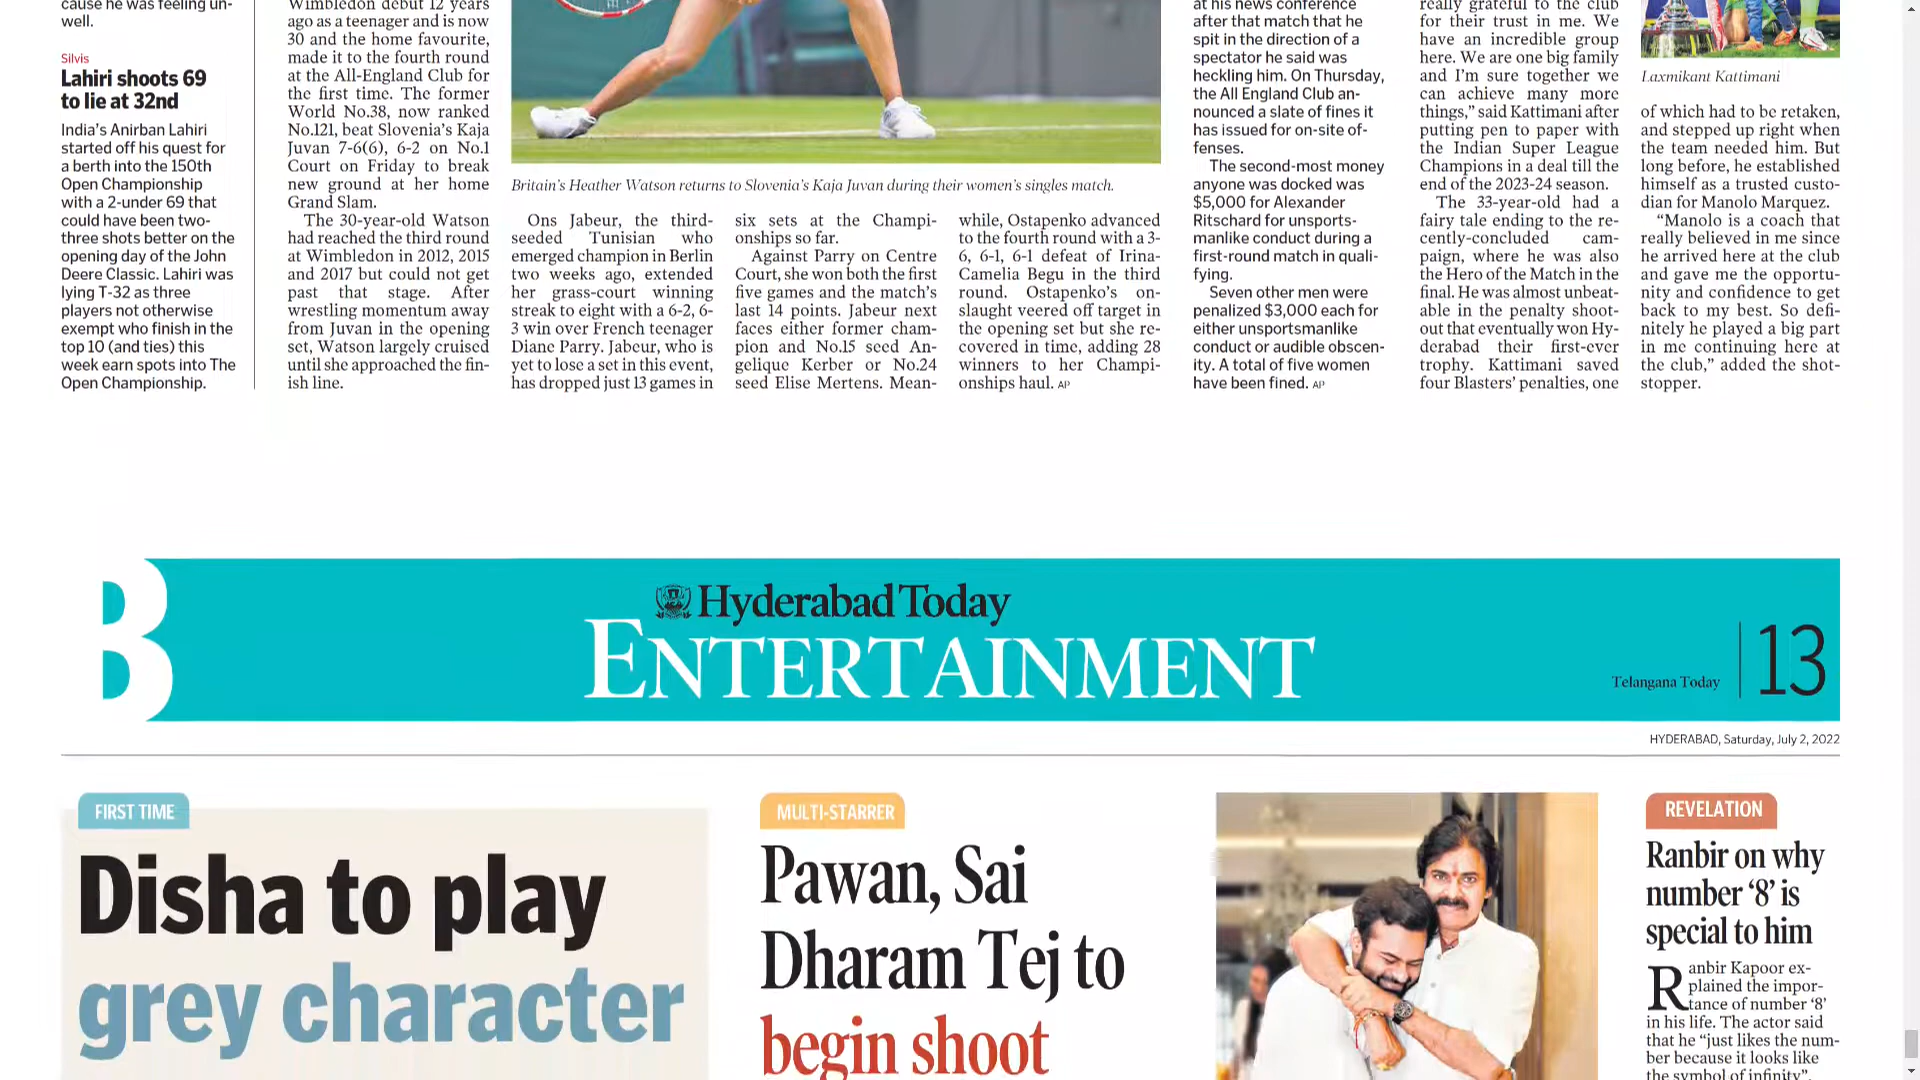 cause he was feeling un-
well.
Silvis
Lahiri shoots 69
to lie at 32nd
India's Anirban Lahiri
started off his quest for
a berth into the 150th
Open Championship
with a 2-under 69 that
could have been two-
three shots better on the
opening day of the John
Deere Classic. Lahiri was
lying T-32 as three
players not otherwise
exempt who finish in the
top 10 (and ties) this
week earn spots into The
Open Championship.
Wimbledon debut 12 years
ago as a teenager and is now
30 and the home favourite,
made it to the fourth round
at the All-England Club for
the first time. The former
World No.38, now ranked
No.121, beat Slovenia's Kaja
Juvan 7-6(6), 6-2 on No.1
Court on Friday to break
new ground at her home
Grand Slam.
The 30-year-old Watson
had reached the third round
at Wimbledon in 2012, 2015
and 2017 but could not get
past that stage. After
wrestling momentum away
from Juvan in the opening
set, Watson largely cruised
until she approached the fin-
ish line.
Britain's Heather Watson returns to Slovenia's Kaja Juvan during their women's singles match.
Ons Jabeur, the third-
seeded Tunisian who
emerged champion in Berlin
two weeks ago, extended
her grass-court winning
streak to eight with a 6-2, 6-
3 win over French teenager
Diane Parry. Jabeur, who is
yet to lose a set in this event,
has dropped just 13 games in
six sets at the Champi-
onships so far.
Against Parry on Centre
Court, she won both the first
five games and the match's
last 14 points. Jabeur next
faces either former cham-
pion and No.15 seed An-
gelique Kerber or No.24
seed Elise Mertens. Mean-
while, Ostapenko advanced
to the fourth round with a 3-
6, 6-1, 6-1 defeat of Irina-
Camelia Begu in the third
round. Ostapenko's on-
slaught veered off target in
the opening set but she re-
covered in time, adding 28
winners to her Champi-
onships haul. AP
at his news conference
after that match that he
spit in the direction of a
spectator he said was
heckling him. On Thursday,
the All England Club an-
nounced a slate of fines it
has issued for on-site of-
fenses.
The second-most money
anyone was docked was
$5,000 for Alexander
Ritschard for unsports-
manlike conduct during a
first-round match in quali-
fying.
Seven other men were
penalized $3,000 each for
either unsportsmanlike
conduct or audible obscen-
ity. A total of five women
have been fined. AP
really grateful to the club
for their trust in me. We
have an incredible group
here. We are one big family
and I'm sure together we
can achieve many more
things," said Kattimani after
putting pen to paper with
the Indian Super League
Champions in a deal till the
end of the 2023-24 season.
The 33-year-old had a
fairy tale ending to the re-
cently-concluded cam-
paign, where he was also
the Hero of the Match in the
final. He was almost unbeat-
able in the penalty shoot-
out that eventually won Hy-
derabad their first-ever
trophy. Kattimani saved
four Blasters' penalties, one
Laxmikant Kattimani
of which had to be retaken,
and stepped up right when
the team needed him. But
long before, he established
himself as a trusted custo-
dian for Manolo Marquez.
"Manolo is a coach that
really believed in me since
he arrived here at the club
and gave me the opportu-
nity and confidence to get
back to my best. So defi-
nitely he played a big part
in me continuing here at
the club," added the shot-
stopper.
B
Hyderabad Today
ENTERTAINMENT
Telangana Today
13
HYDERABAD, Saturday, July 2, 2022
FIRST TIME
Disha to play
grey character
MULTI-STARRER
Pawan, Sai
Dharam Tej to
begin shoot
REVELATION
Ranbir on why
number '8' is
special to him
Ranbir Kapoor ex-
plained the impor-
tance of number '8'
in his life. The actor said
that he "just likes the num-
ber because it looks like
the symbol of infinity".